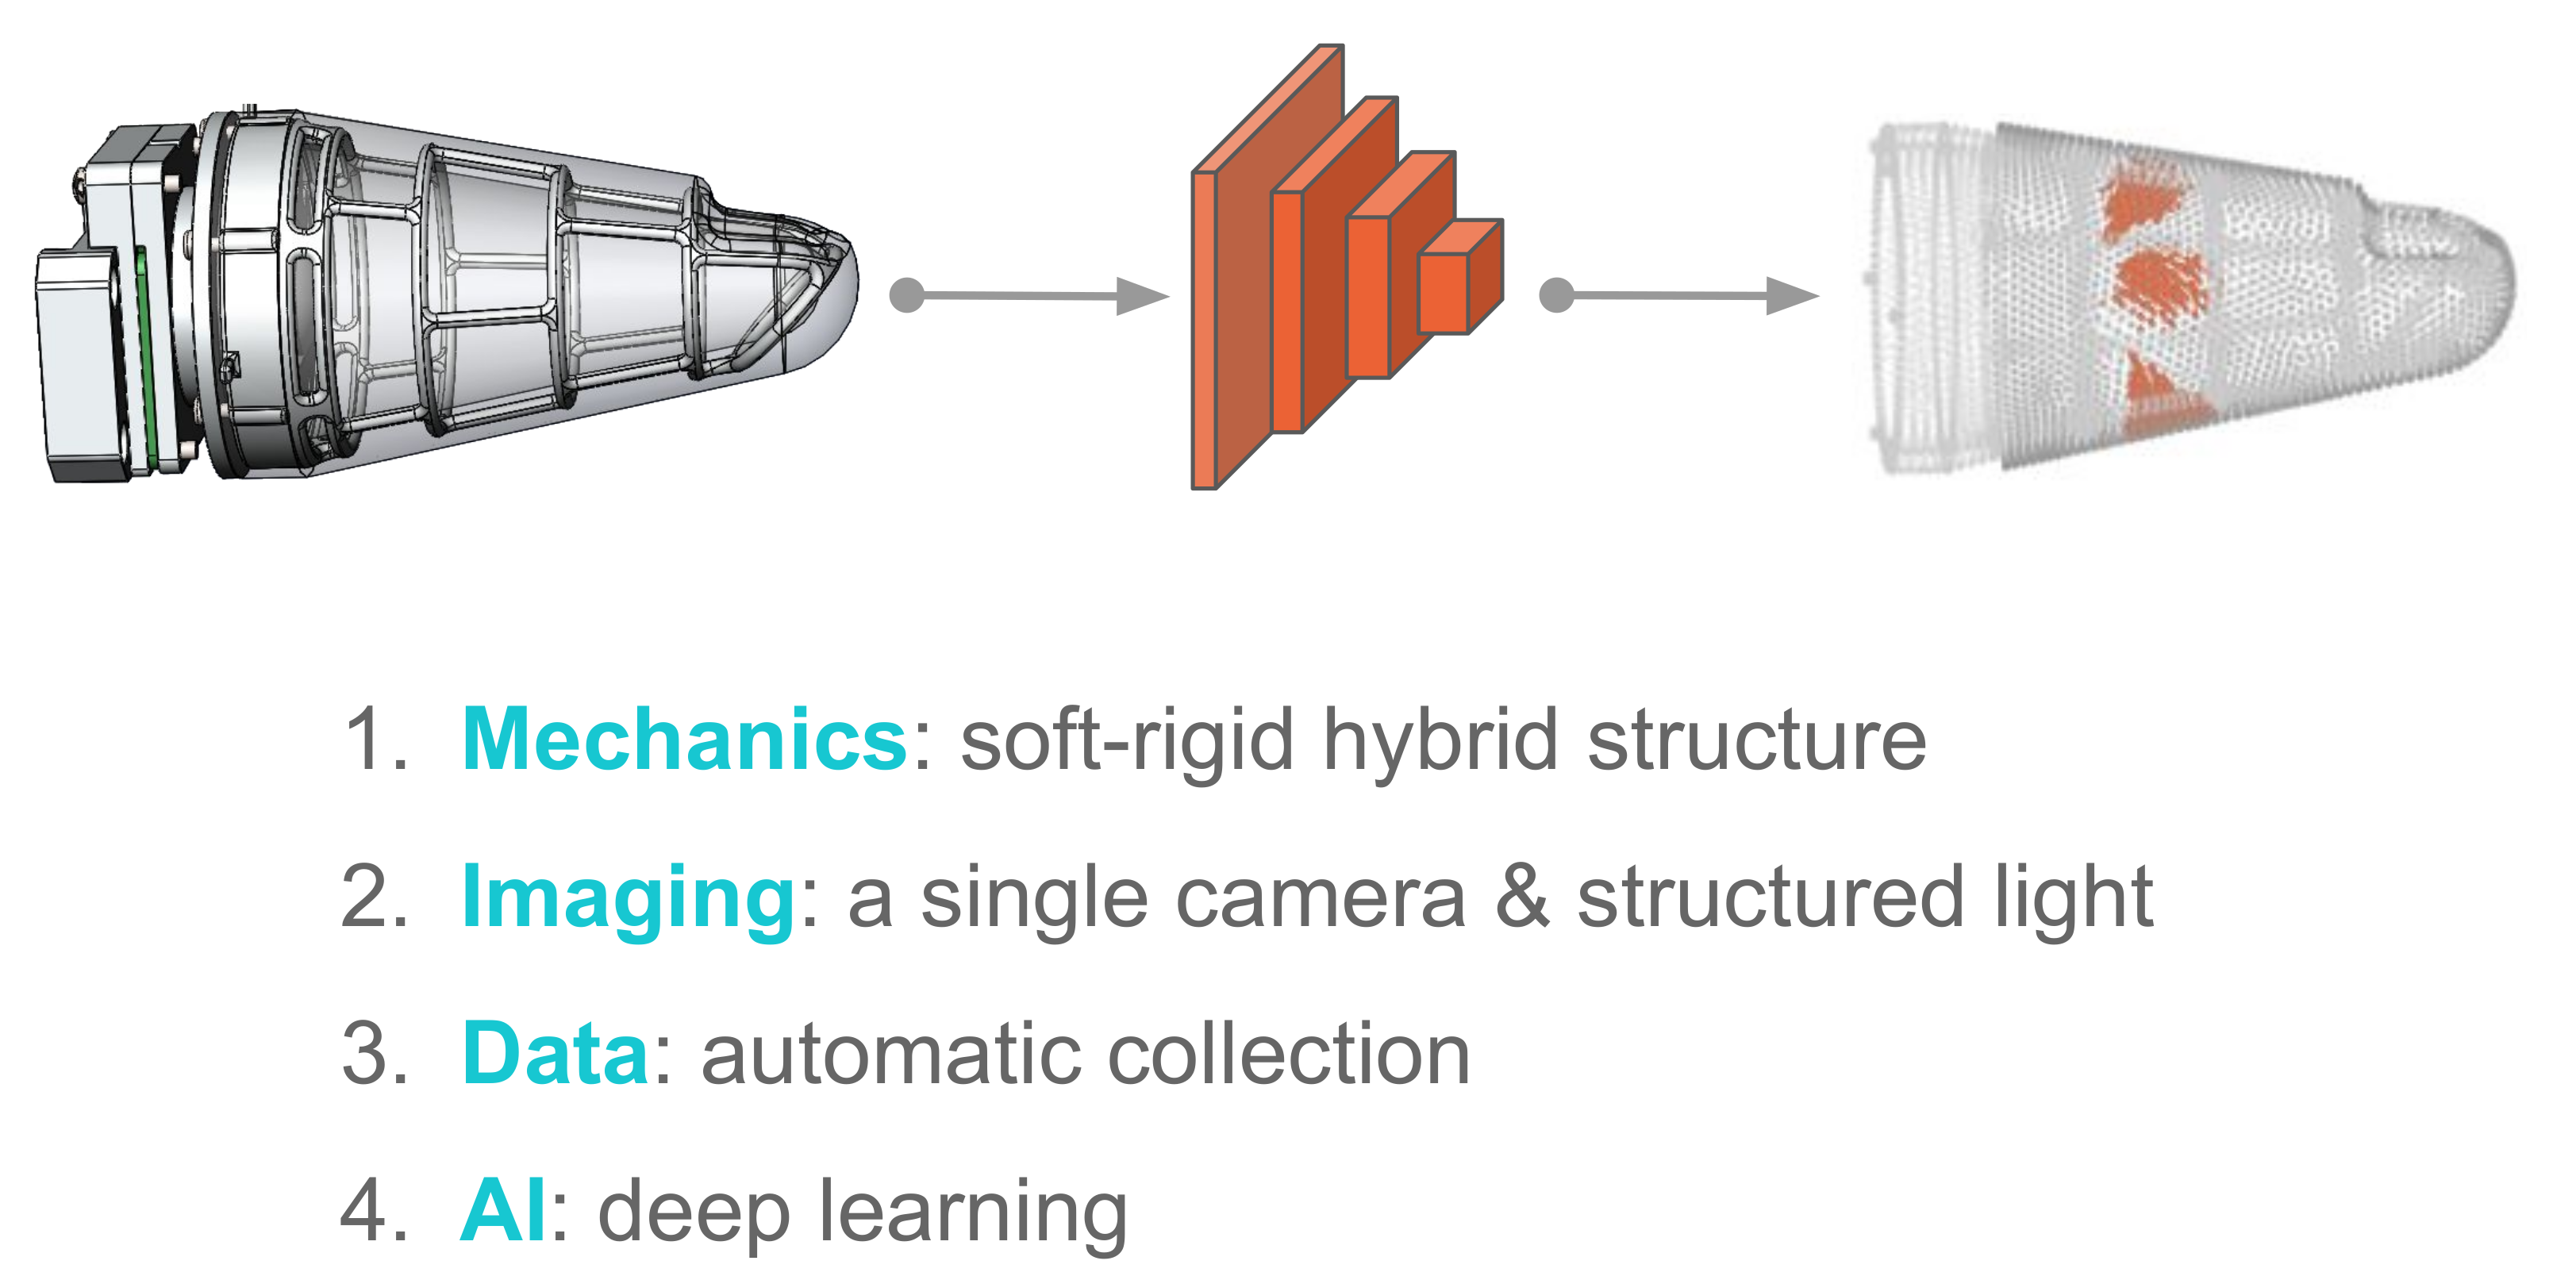 1. Mechanics: soft-rigid hybrid structure
2. Imaging: a single camera & structured light
3. Data: automatic collection
4. AI: deep learning